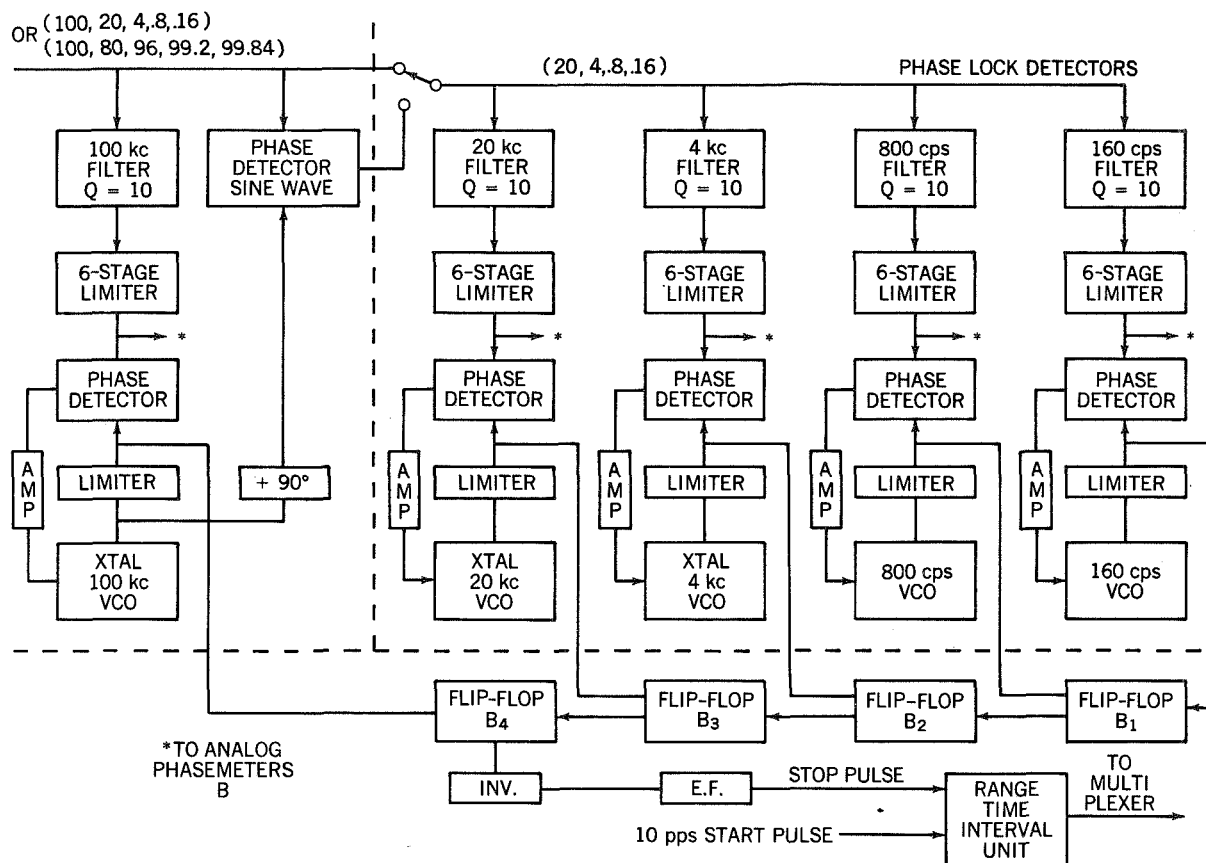 OR (100, 20, 4,.8,.16)
(100, 80, 96, 99.2, 99.84)
(20, 4,.8,.16)
PHASE LOCK DETECTORS
100 kc
FILTER
Q = 10
PHASE
DETECTOR
SINE WAVE
20 kc
FILTER
Q = 10
4 kc
FILTER
Q = 10
800 cps
FILTER
Q = 10
160 cps
FILTER
Q = 10
6-STAGE
LIMITER
6-STAGE
LIMITER
6-STAGE
LIMITER
6-STAGE
LIMITER
6-STAGE
LIMITER
*
*
*
*
*
PHASE
DETECTOR
PHASE
DETECTOR
PHASE
DETECTOR
PHASE
DETECTOR
PHASE
DETECTOR
AMP
LIMITER
+ 90°
AMP
LIMITER
AMP
LIMITER
AMP
LIMITER
AMP
LIMITER
XTAL
100 kc
VCO
XTAL
20 kc
VCO
XTAL
4 kc
VCO
800 cps
VCO
160 cps
VCO
FLIP-FLOP
B4
FLIP-FLOP
B3
FLIP-FLOP
B2
FLIP-FLOP
B1
*TO ANALOG
PHASEMETERS
B
INV.
E.F.
STOP PULSE
10 pps START PULSE
RANGE
TIME
INTERVAL
UNIT
TO
MULTI
PLEXER